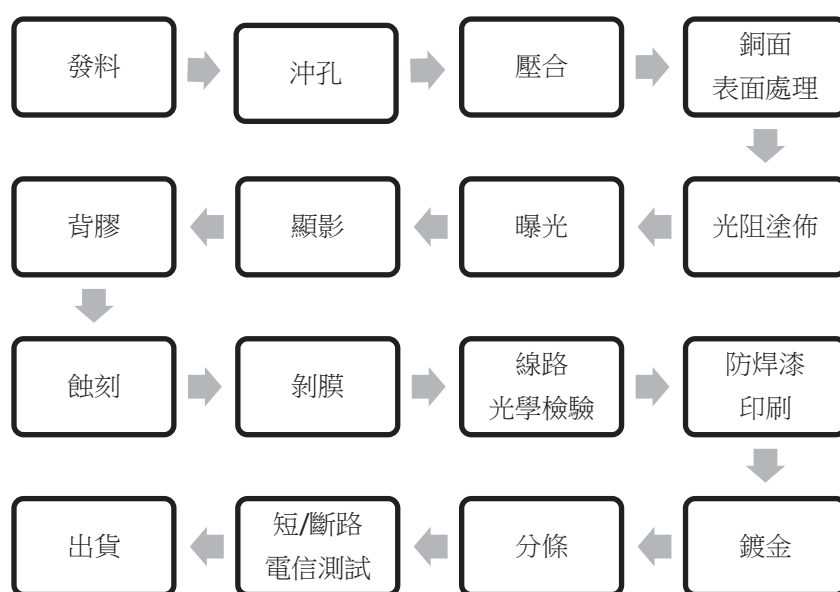 發料
沖孔
壓合
銅面
表面處理
光阻塗佈
曝光
顯影
背膠
蝕刻
剝膜
線路
光學檢驗
防焊漆
印刷
鍍金
分條
短/斷路
電信測試
出貨